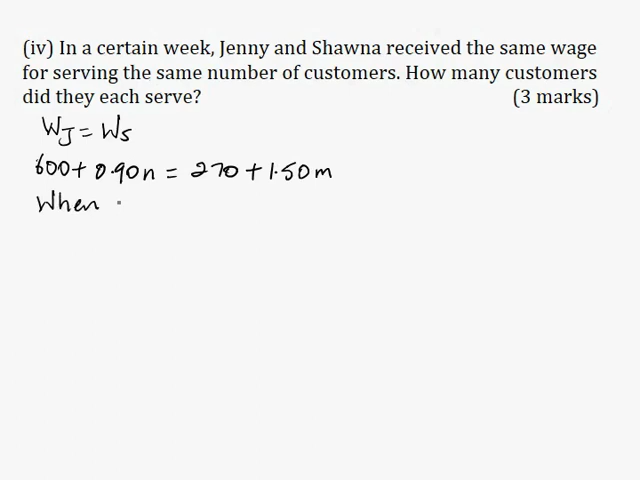 (iv) In a certain week, Jenny and Shawna received the same wage
for serving the same number of customers. How many customers
did they each serve? (3 marks)
WJ = WS
600 + 0.90n = 270 + 1.50m
When